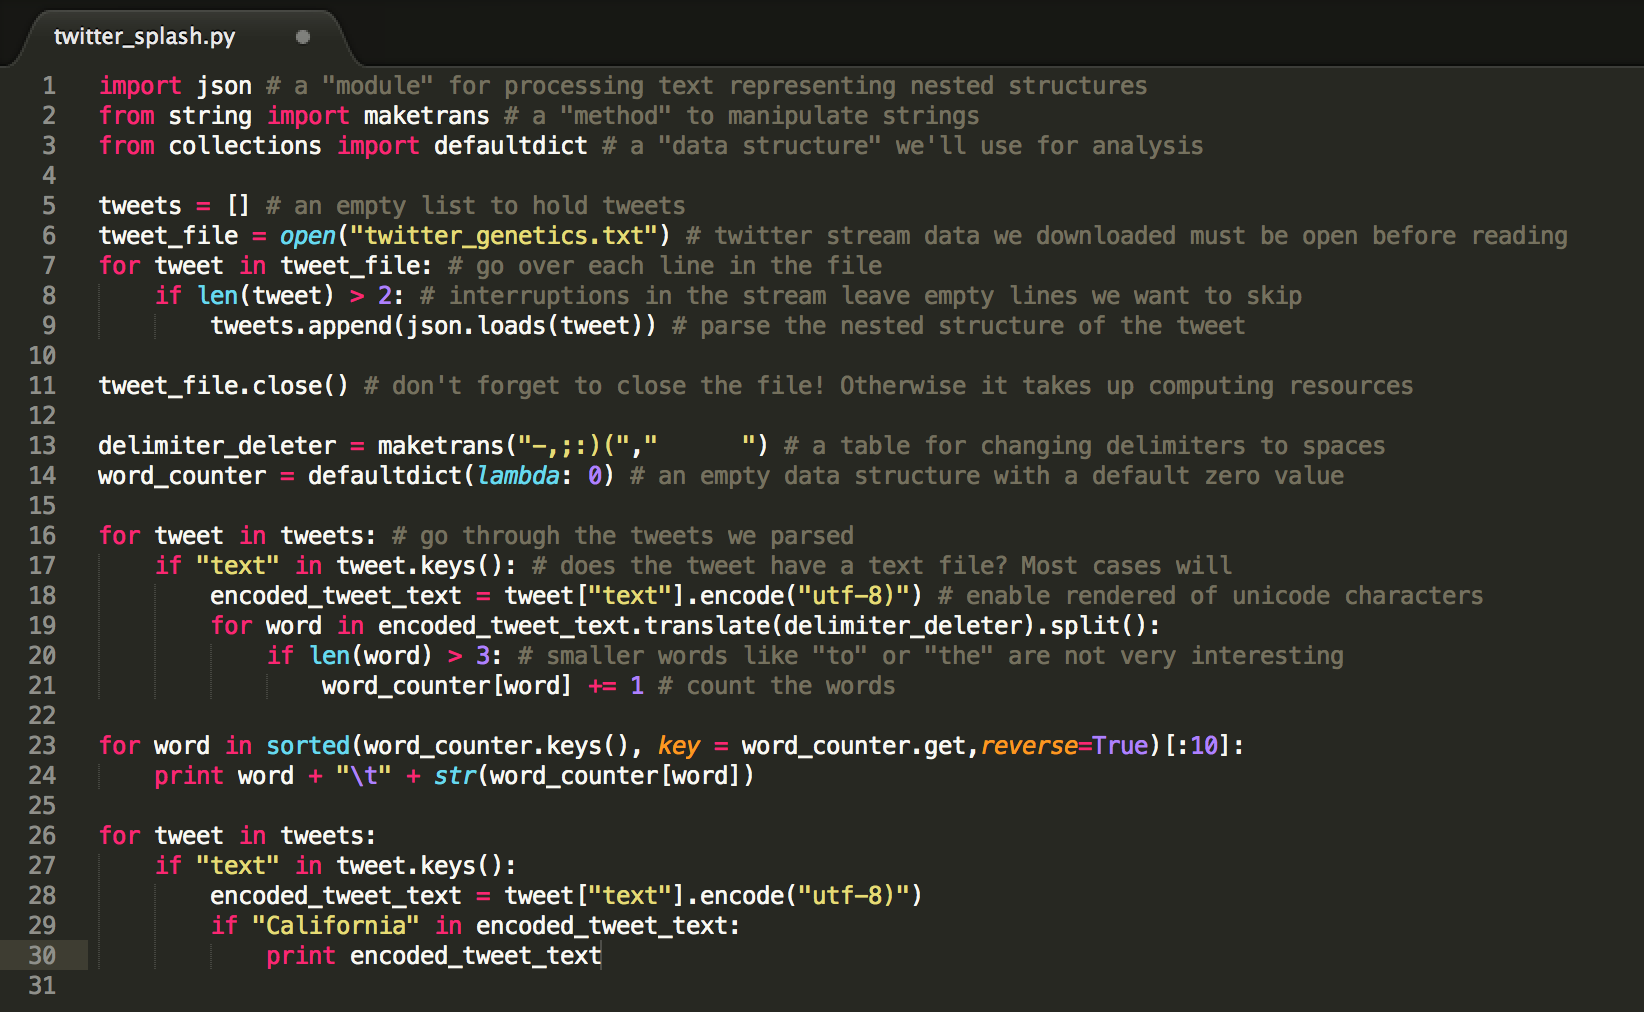 twitter_splash.py
1 import json # a "module" for processing text representing nested structures
2 from string import maketrans # a "method" to manipulate strings
3 from collections import defaultdict # a "data structure" we'll use for analysis
4
5 tweets = [] # an empty list to hold tweets
6 tweet_file = open("twitter_genetics.txt") # twitter stream data we downloaded must be open before reading
7 for tweet in tweet_file: # go over each line in the file
8     if len(tweet) > 2: # interruptions in the stream leave empty lines we want to skip
9         tweets.append(json.loads(tweet)) # parse the nested structure of the tweet
10
11 tweet_file.close() # don't forget to close the file! Otherwise it takes up computing resources
12
13 delimiter_deleter = maketrans("-,;:)(","      ") # a table for changing delimiters to spaces
14 word_counter = defaultdict(lambda: 0) # an empty data structure with a default zero value
15
16 for tweet in tweets: # go through the tweets we parsed
17     if "text" in tweet.keys(): # does the tweet have a text file? Most cases will
18         encoded_tweet_text = tweet["text"].encode("utf-8)") # enable rendered of unicode characters
19         for word in encoded_tweet_text.translate(delimiter_deleter).split():
20             if len(word) > 3: # smaller words like "to" or "the" are not very interesting
21                 word_counter[word] += 1 # count the words
22
23 for word in sorted(word_counter.keys(), key = word_counter.get,reverse=True)[:10]:
24     print word + "\t" + str(word_counter[word])
25
26 for tweet in tweets:
27     if "text" in tweet.keys():
28         encoded_tweet_text = tweet["text"].encode("utf-8)")
29         if "California" in encoded_tweet_text:
30             print encoded_tweet_text
31